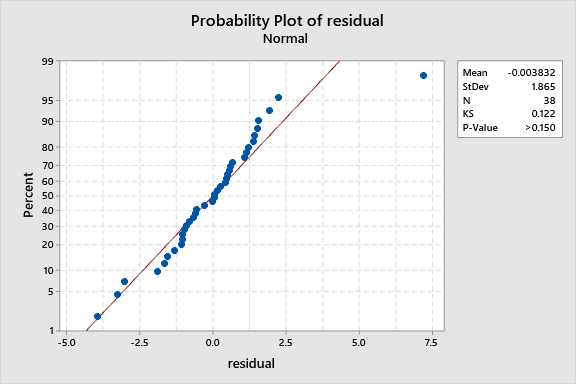 Probability Plot of residual
Normal
Mean -0.003832
StDev 1.865
N 38
KS 0.122
P-Value >0.150
99
95
90
80
70
60
50
40
30
20
10
5
1
Percent
-5.0 -2.5 0.0 2.5 5.0 7.5
residual